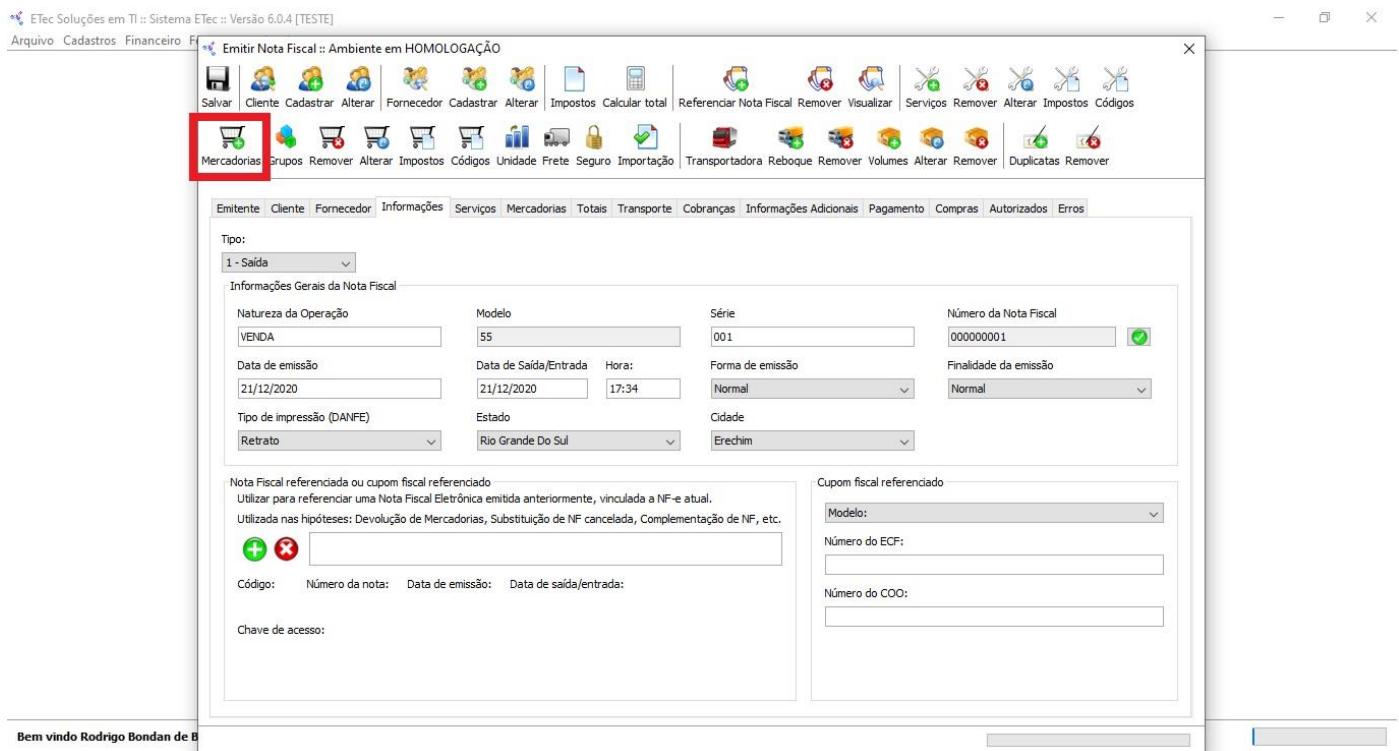 ETec Soluções em TI :: Sistema ETec :: Versão 6.0.4 [TESTE]
Arquivo Cadastros Financeiro
Emitir Nota Fiscal :: Ambiente em HOMOLOGAÇÃO
Salvar Cliente Cadastrar Alterar Fornecedor Cadastrar Alterar Impostos Calcular total Referenciar Nota Fiscal Remover Visualizar Serviços Remover Alterar Impostos Códigos
Mercadorias Grupos Remover Alterar Impostos Códigos Unidade Frete Seguro Importação Transportadora Reboque Remover Volumes Alterar Remover Duplicatas Remover
Emitente Cliente Fornecedor Informações Serviços Mercadorias Totais Transporte Cobranças Informações Adicionais Pagamento Compras Autorizados Erros
Tipo:
1 - Saída
Informações Gerais da Nota Fiscal
Natureza da Operação Modelo Série Número da Nota Fiscal
VENDA 55 001 000000001
Data de emissão Data de Saída/Entrada Hora: Forma de emissão Finalidade da emissão
21/12/2020 21/12/2020 17:34 Normal Normal
Tipo de impressão (DANFE) Estado Cidade
Retrato Rio Grande Do Sul Erechim
Nota Fiscal referenciada ou cupom fiscal referenciado
Utilizar para referenciar uma Nota Fiscal Eletrônica emitida anteriormente, vinculada a NF-e atual.
Utilizada nas hipóteses: Devolução de Mercadorias, Substituição de NF cancelada, Complementação de NF, etc.
Código: Número da nota: Data de emissão: Data de saída/entrada:
Chave de acesso:
Cupom fiscal referenciado
Modelo:
Número do ECF:
Número do COO:
Bem vindo Rodrigo Bondan de